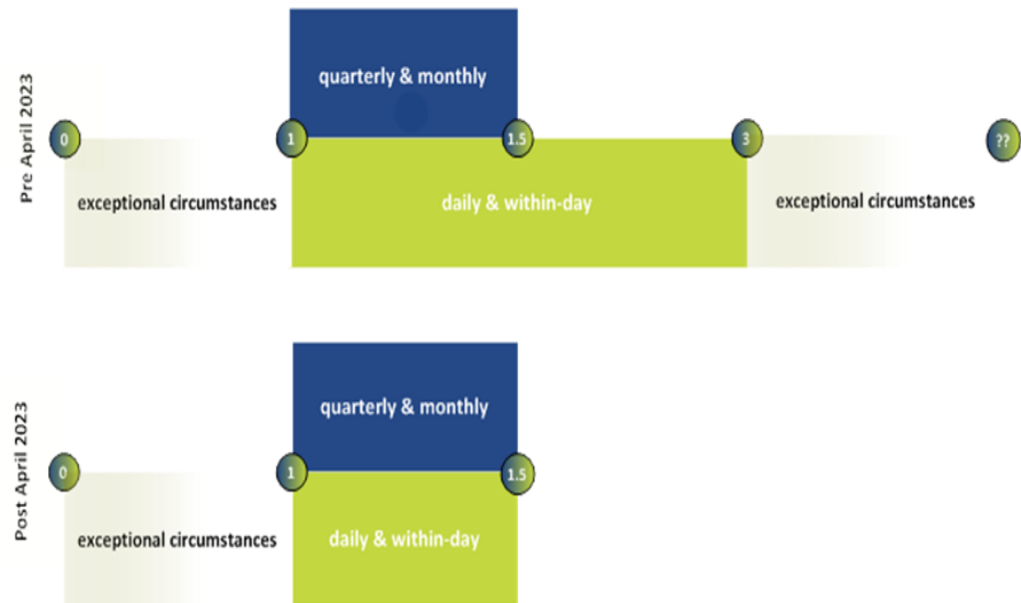 Pre April 2023
quarterly & monthly
0
1
1.5
3
??
exceptional circumstances
daily & within-day
exceptional circumstances
Post April 2023
quarterly & monthly
0
1
1.5
exceptional circumstances
daily & within-day